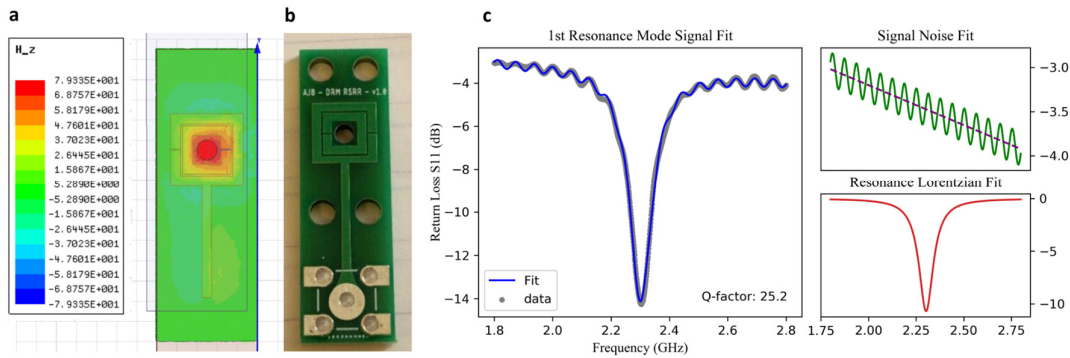 a
H_z
7.9335E+001
6.8757E+001
5.8179E+001
4.7601E+001
3.7023E+001
2.6445E+001
1.5867E+001
5.2890E+000
-5.2890E+000
-1.5867E+001
-2.6445E+001
-3.7023E+001
-4.7601E+001
-5.8179E+001
-6.8757E+001
-7.9335E+001
b
AJB - DRM RSRR - v1.0
c
1st Resonance Mode Signal Fit
Return Loss S11 (dB)
−4
−6
−8
−10
−12
−14
Fit
data
Q-factor: 25.2
1.8 2.0 2.2 2.4 2.6 2.8
Frequency (GHz)
Signal Noise Fit
−3.0
−3.5
−4.0
Resonance Lorentzian Fit
0
−5
−10
1.75 2.00 2.25 2.50 2.75